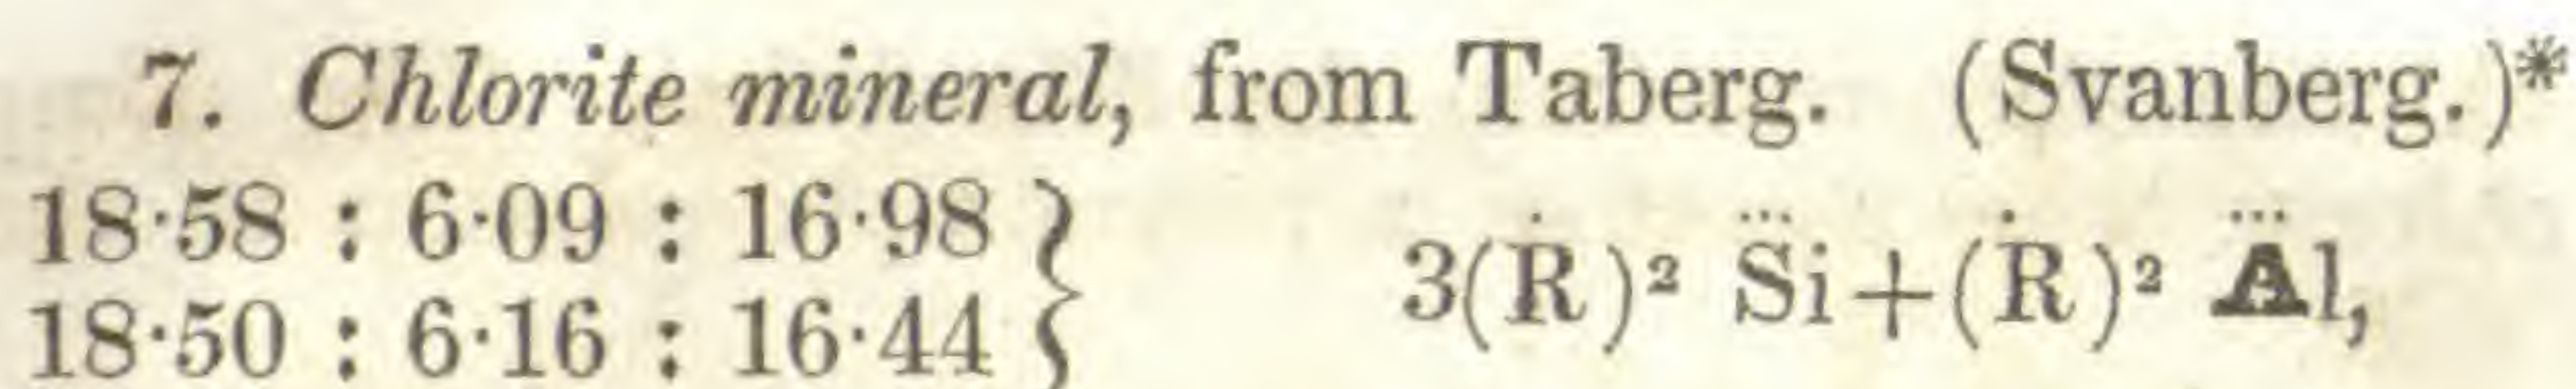 7. Chlorite mineral, from Taberg. (Svanberg.)*
18·58 : 6·09 : 16·98 }
18·50 : 6·16 : 16·44 } 3(Ṙ)² S⃛i+(Ṙ)² A⃛l,